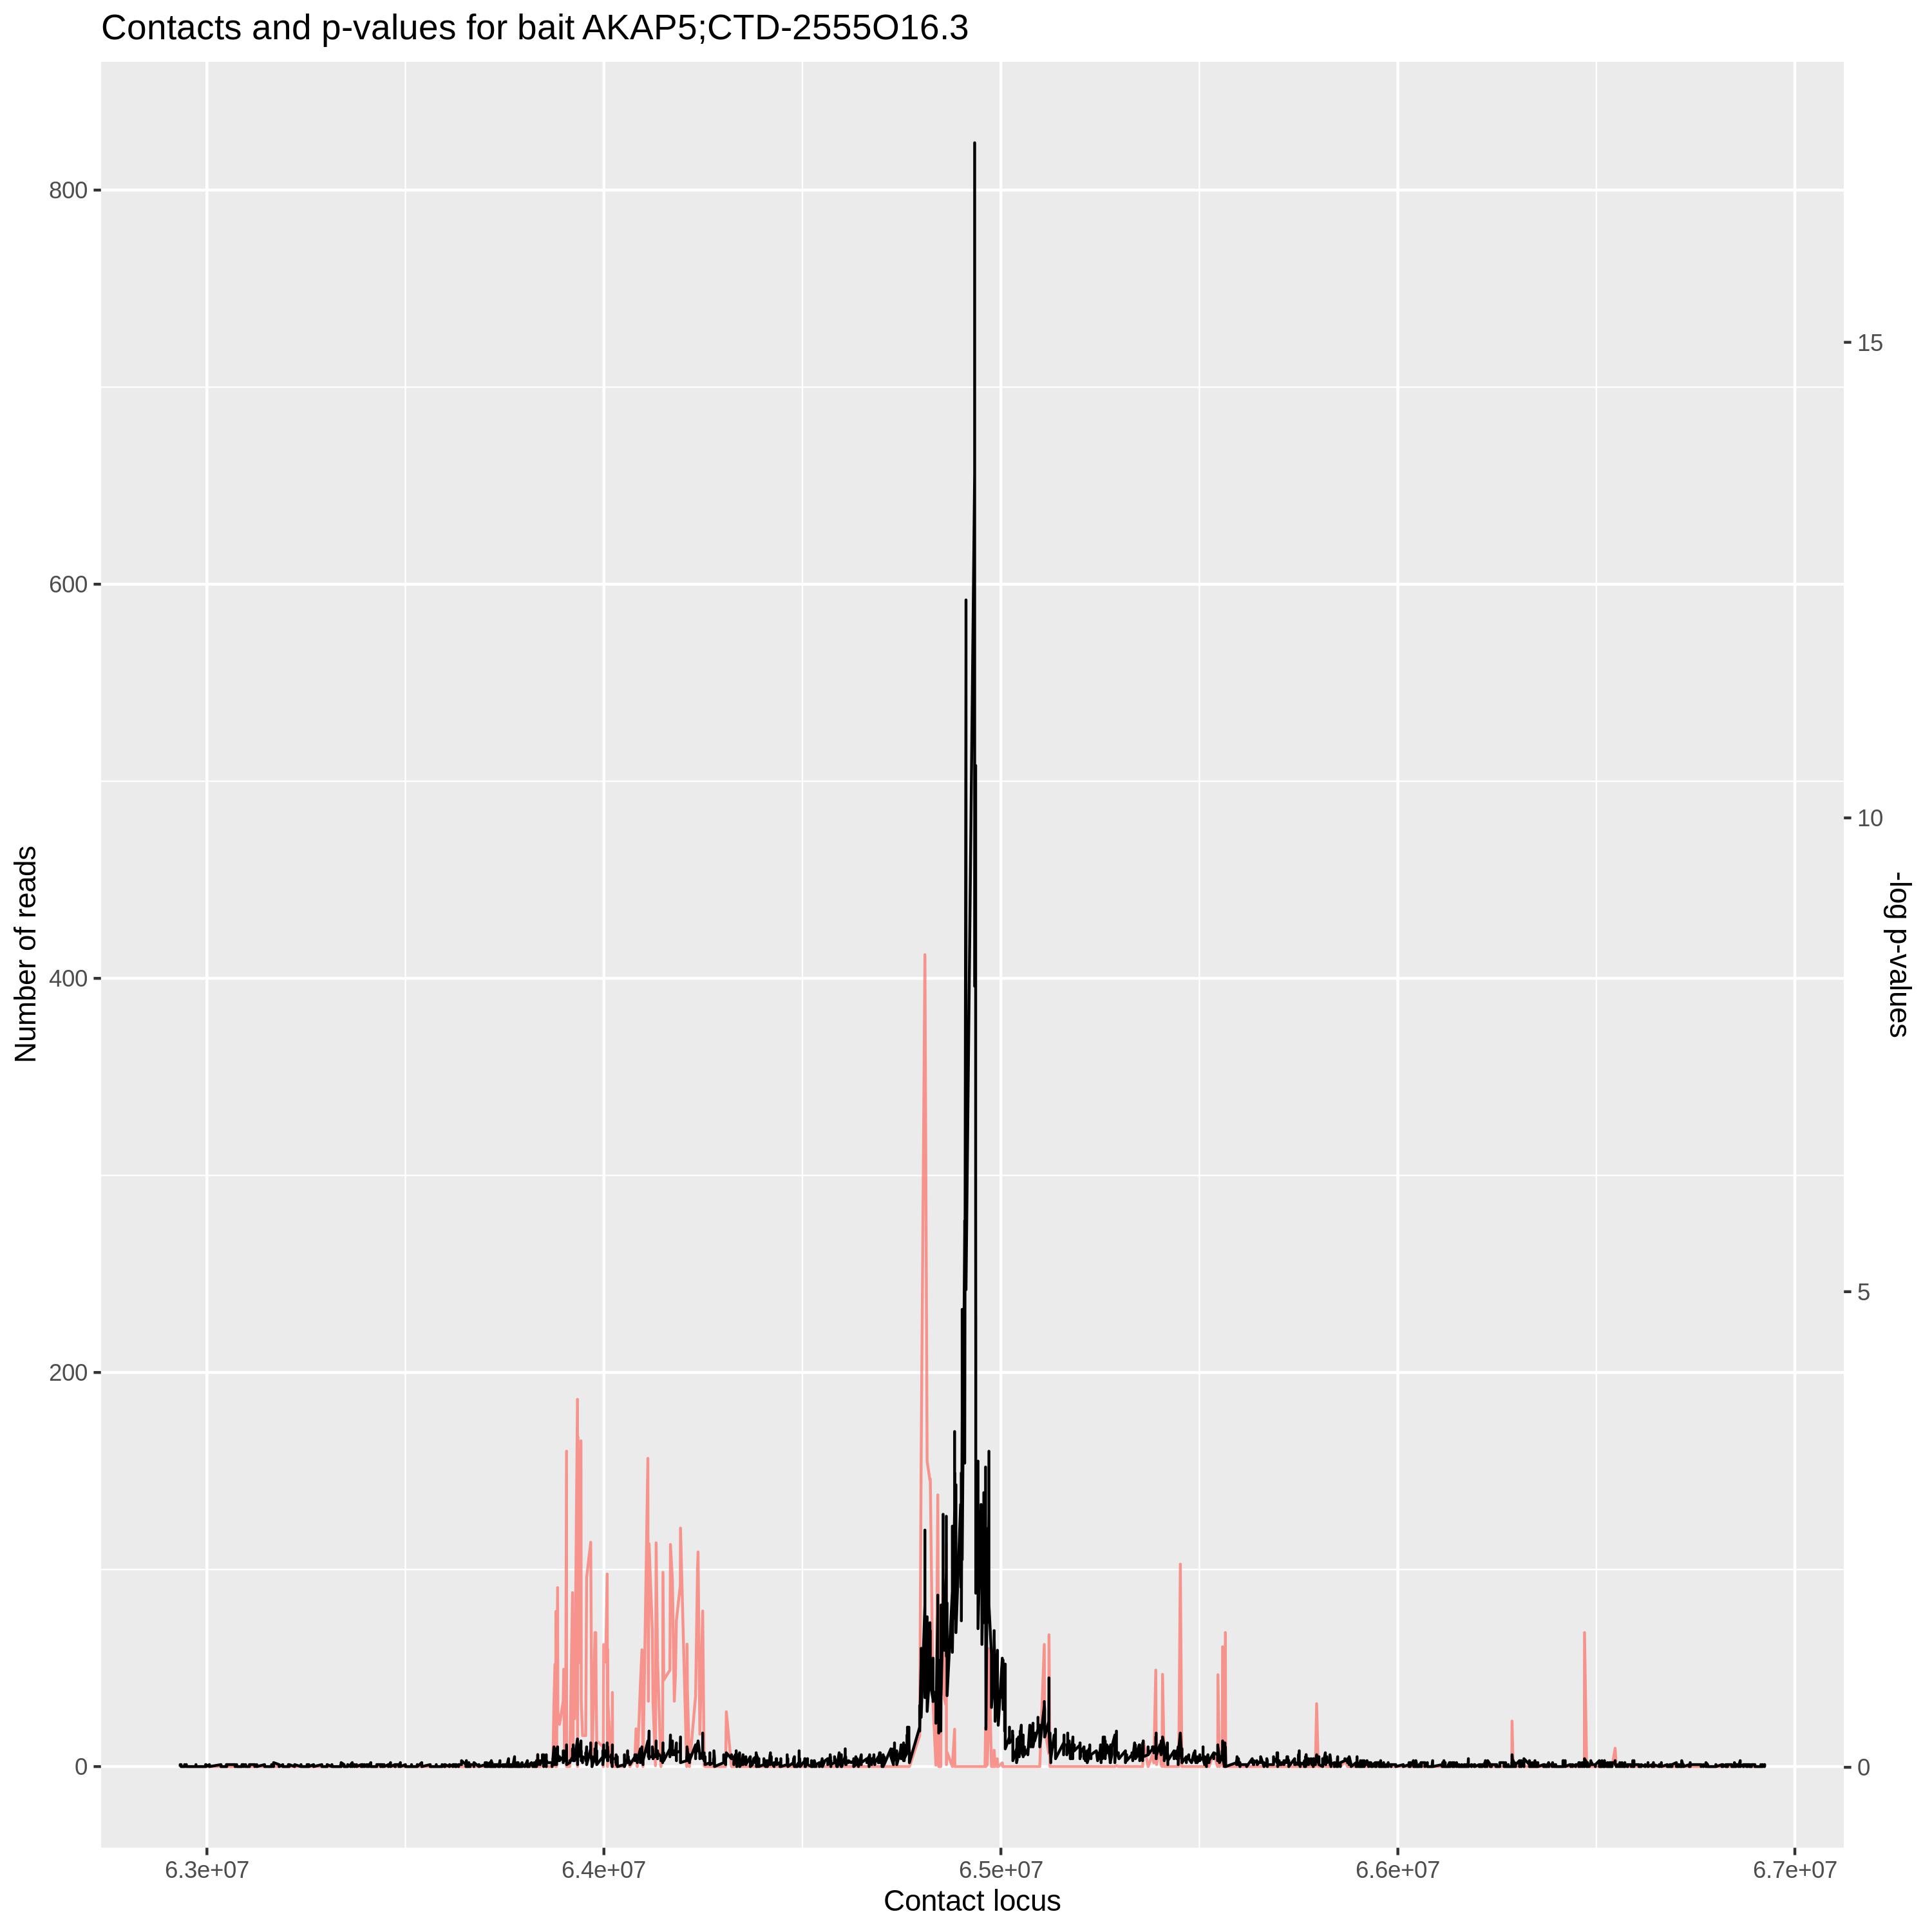 Contacts and p-values for bait AKAP5;CTD-2555O16.3
800
600
400
200
0
Number of reads
15
10
5
0
-log p-values
6.3e+07
6.4e+07
6.5e+07
6.6e+07
6.7e+07
Contact locus